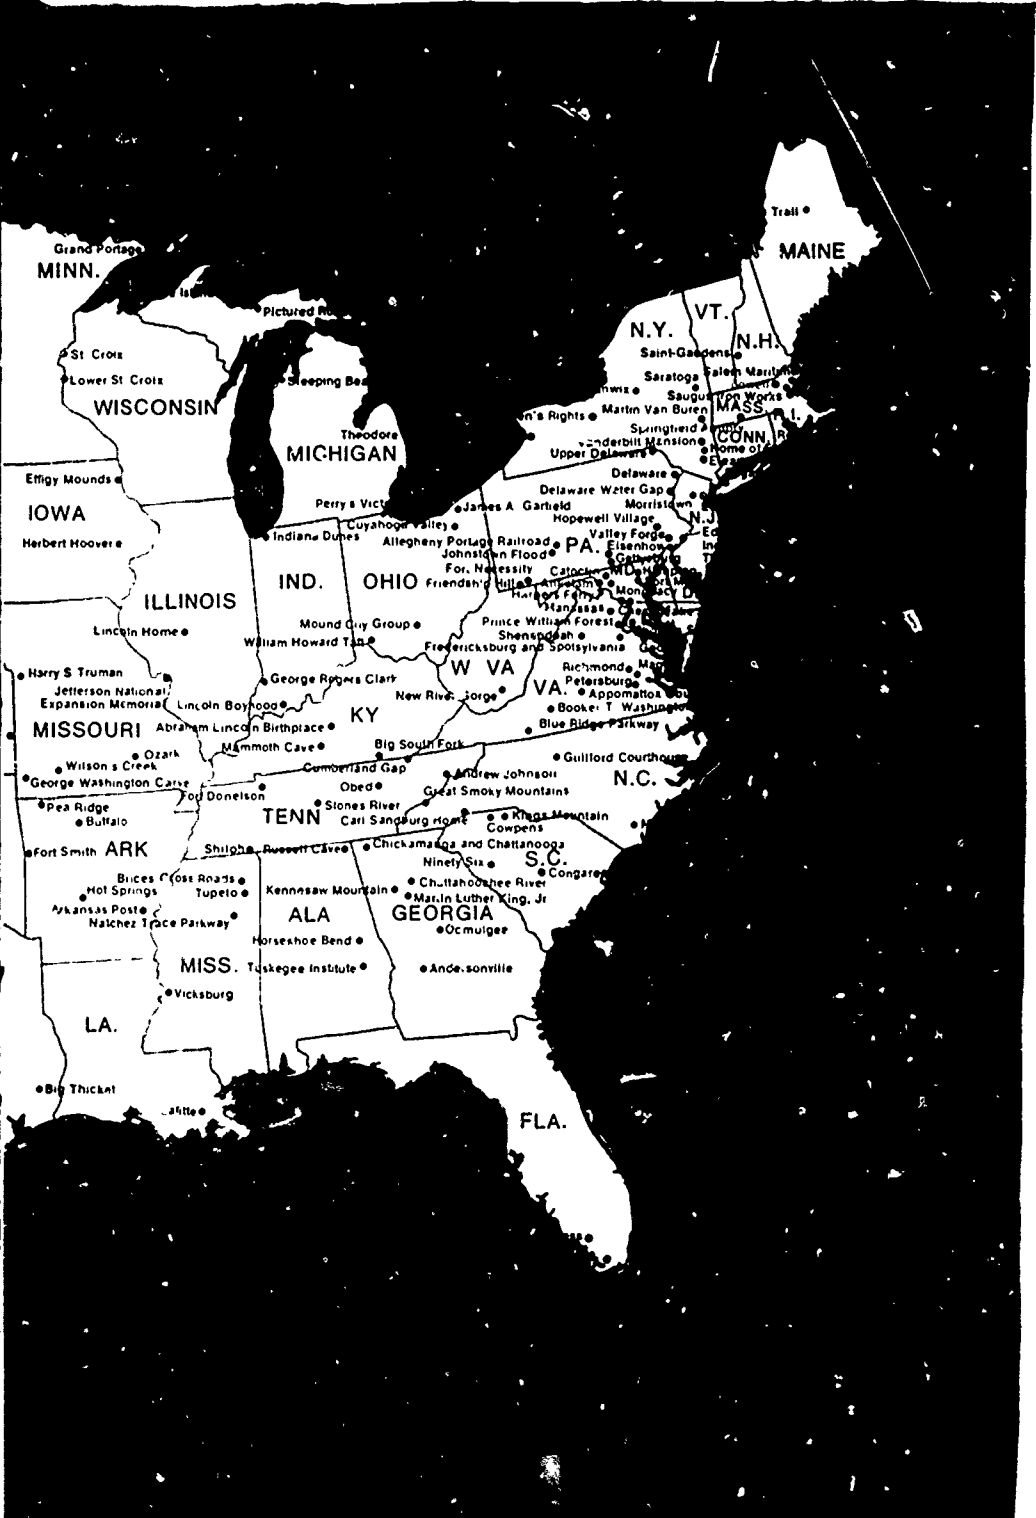 Trail
MAINE
Grand Portage
MINN.
Pictured
VT.
N.Y.
N.H.
St Croix
Saint-Gaudens
Lower St Croix
Saratoga
Salem
WISCONSIN
Martin Van Buren
MASS
Rights
Springfield
CONN.
Theodore
MICHIGAN
Vanderbilt Mansion
Home of
Upper Delaware
Effigy Mounds
Delaware
Delaware Water Gap
IOWA
James A Garfield
Morristown
Cuyahoga Valley
Hopewell Village
N.J.
Indiana Dunes
Allegheny Portage Railroad
Valley Forge
Herbert Hoover
Johnstown Flood
PA.
Eisenhow
Gettysburg
IND.
OHIO
MD.
Friendship Hill
Harpers Ferry
ILLINOIS
Manassas
Mound City Group
Prince William Forest
Lincoln Home
William Howard Taft
Shenandoah
Fredericksburg and Spotsylvania
W VA
Harry S Truman
George Rogers Clark
Richmond
Jefferson National
Expansion Memorial
Lincoln Boyhood
New River Gorge
VA.
Petersburg
Appomattox
Booker T Washington
MISSOURI
KY
Abraham Lincoln Birthplace
Blue Ridge Parkway
Mammoth Cave
Big South Fork
Ozark
Cumberland Gap
Guilford Courthouse
Wilson's Creek
Andrew Johnson
N.C.
George Washington Carve
Obed
Great Smoky Mountains
Fort Donelson
Pea Ridge
TENN
Stones River
Buffalo
Carl Sandburg Home
Kings Mountain
Cowpens
Fort Smith
ARK
Shiloh
Russell Cave
Chickamauga and Chattanooga
Ninety Six
S.C.
Congaree
Brices Cross Roads
Hot Springs
Tupelo
Kennesaw Mountain
Chattahoochee River
Martin Luther King, Jr
Arkansas Post
Natchez Trace Parkway
ALA
GEORGIA
Ocmulgee
Horseshoe Bend
MISS.
Tuskegee Institute
Andersonville
Vicksburg
LA.
Big Thicket
FLA.